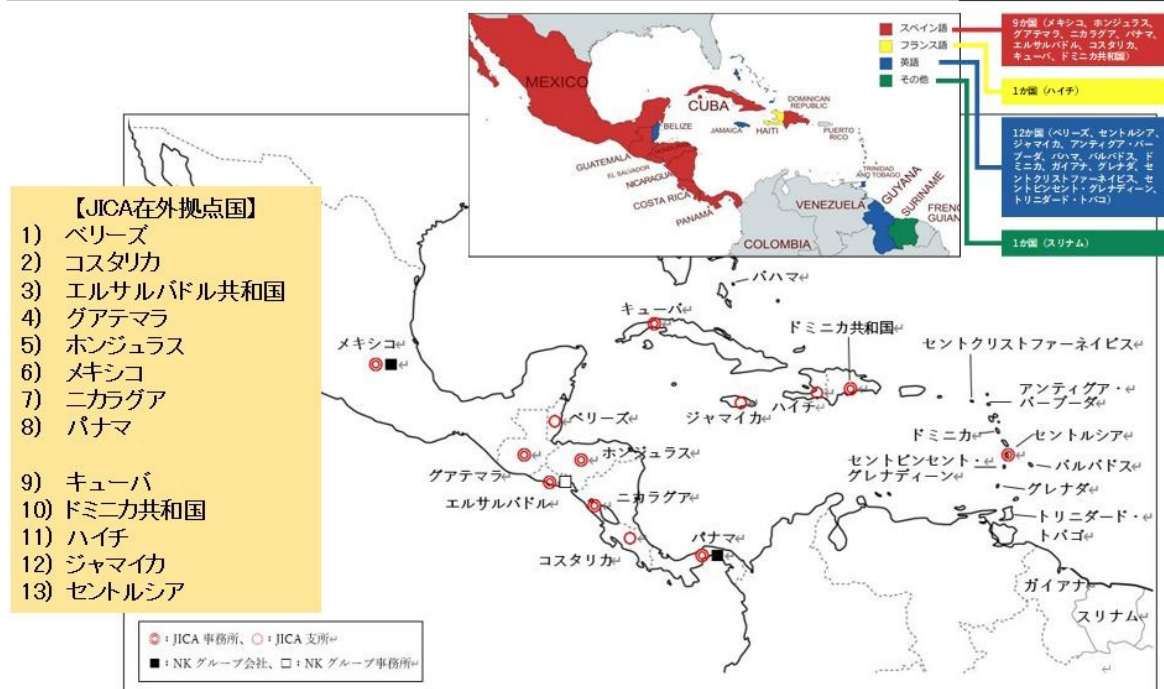 スペイン語
フランス語
英語
その他
9か国（メキシコ、ホンジュラス、
グアテマラ、ニカラグア、パナマ、
エルサルバドル、コスタリカ、
キューバ、ドミニカ共和国）
1か国（ハイチ）
12か国（ベリーズ、セントルシア、
ジャマイカ、アンティグア・バー
ブーダ、バハマ、バルバドス、ド
ミニカ、ガイアナ、グレナダ、セ
ントクリストファーネイビス、セ
ントビンセント・グレナディーン、
トリニダード・トバコ）
1か国（スリナム）
MEXICO
CUBA
DOMINICAN
REPUBLIC
BELIZE
JAMAICA
HAITI
PUERTO
RICO
GUATEMALA
EL SALVADOR
NICARAGUA
COSTA RICA
PANAMA
TRINIDAD
AND TOBAGO
VENEZUELA
GUYANA
SURINAME
FRENC
GUIAN
COLOMBIA
【JICA在外拠点国】
1) ベリーズ
2) コスタリカ
3) エルサルバドル共和国
4) グアテマラ
5) ホンジュラス
6) メキシコ
7) ニカラグア
8) パナマ
9) キューバ
10) ドミニカ共和国
11) ハイチ
12) ジャマイカ
13) セントルシア
バハマ↵
キューバ↵
ドミニカ共和国↵
メキシコ↵
セントクリストファーネイビス↵
アンティグア・
バーブーダ↵
ジャマイカ↵
ハイチ↵
ベリーズ↵
ドミニカ↵
セントルシア↵
ホンジュラス↵
グアテマラ↵
セントビンセント・
グレナディーン↵
バルバドス↵
エルサルバドル↵
ニカラグア↵
グレナダ↵
トリニダード・
トバゴ↵
コスタリカ↵
パナマ↵
ガイアナ↵
スリナム↵
◎：JICA 事務所、○：JICA 支所↵
■：NK グループ会社、□：NK グループ事務所↵